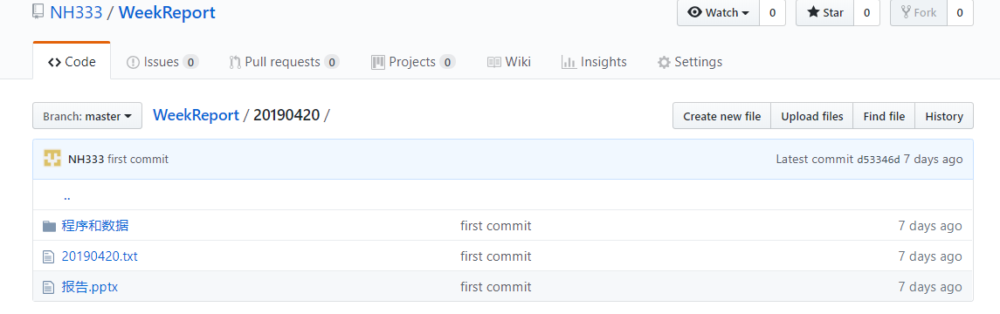 NH333 / WeekReport Watch 0 Star 0 Fork 0
Code Issues 0 Pull requests 0 Projects 0 Wiki Insights Settings
Branch: master WeekReport / 20190420 / Create new file Upload files Find file History
NH333 first commit Latest commit d53346d 7 days ago
..
程序和数据 first commit 7 days ago
20190420.txt first commit 7 days ago
报告.pptx first commit 7 days ago